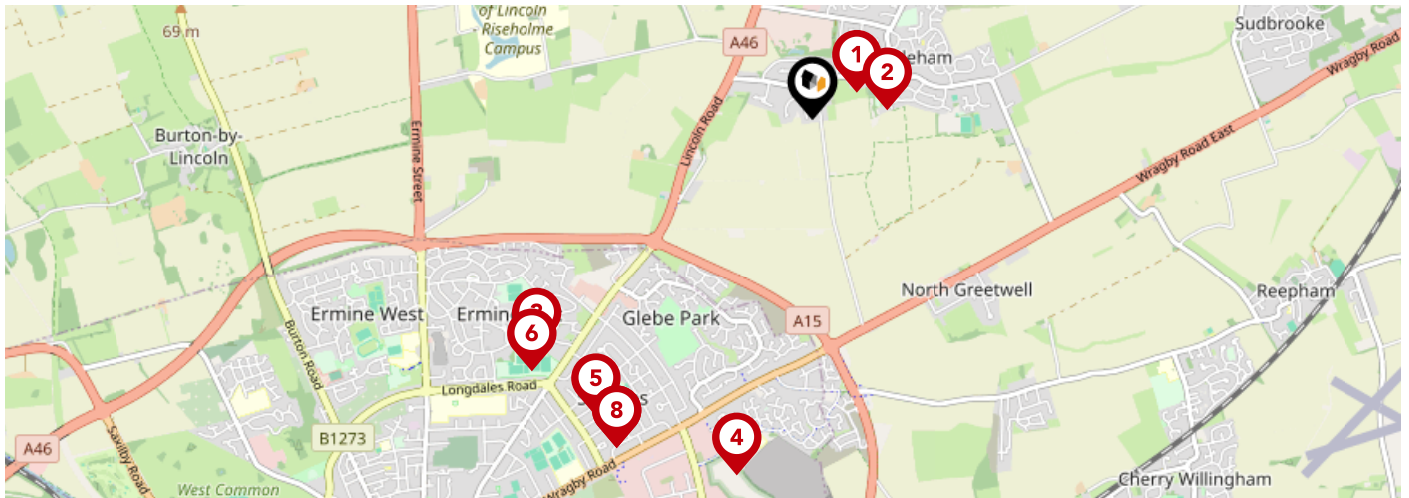 of Lincoln
Riseholme
Campus
69 m
Sudbrooke
A46
1
eham
2
Wragby Road
Lincoln Road
Ermine Street
Burton-by-
Lincoln
Wragby Road East
North Greetwell
Reepham
Ermine West
Ermin
3
6
Glebe Park
A15
Burton Road
Longdales Road
5
S
es
8
4
B1273
A46
Saxilby Road
Wragby Road
West Common
Cherry Willingham